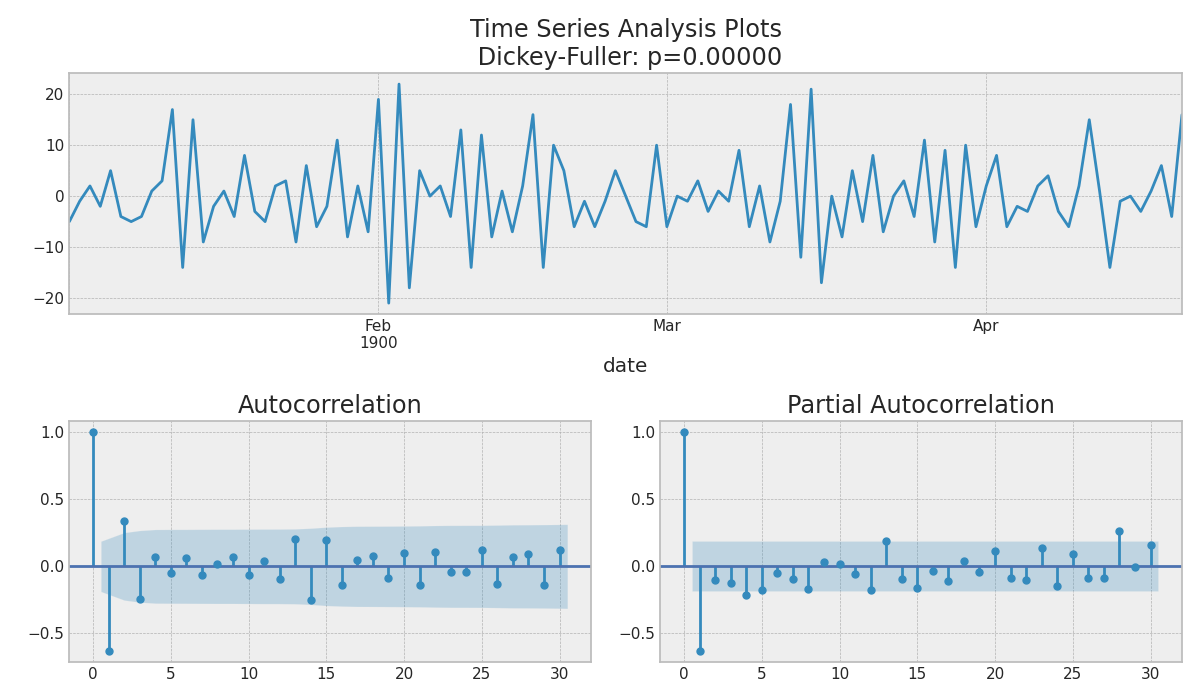 Time Series Analysis Plots
Dickey-Fuller: p=0.00000
20
10
0
−10
−20
Feb
1900
Mar
Apr
date
Autocorrelation
1.0
0.5
0.0
−0.5
0 5 10 15 20 25 30
Partial Autocorrelation
1.0
0.5
0.0
−0.5
0 5 10 15 20 25 30